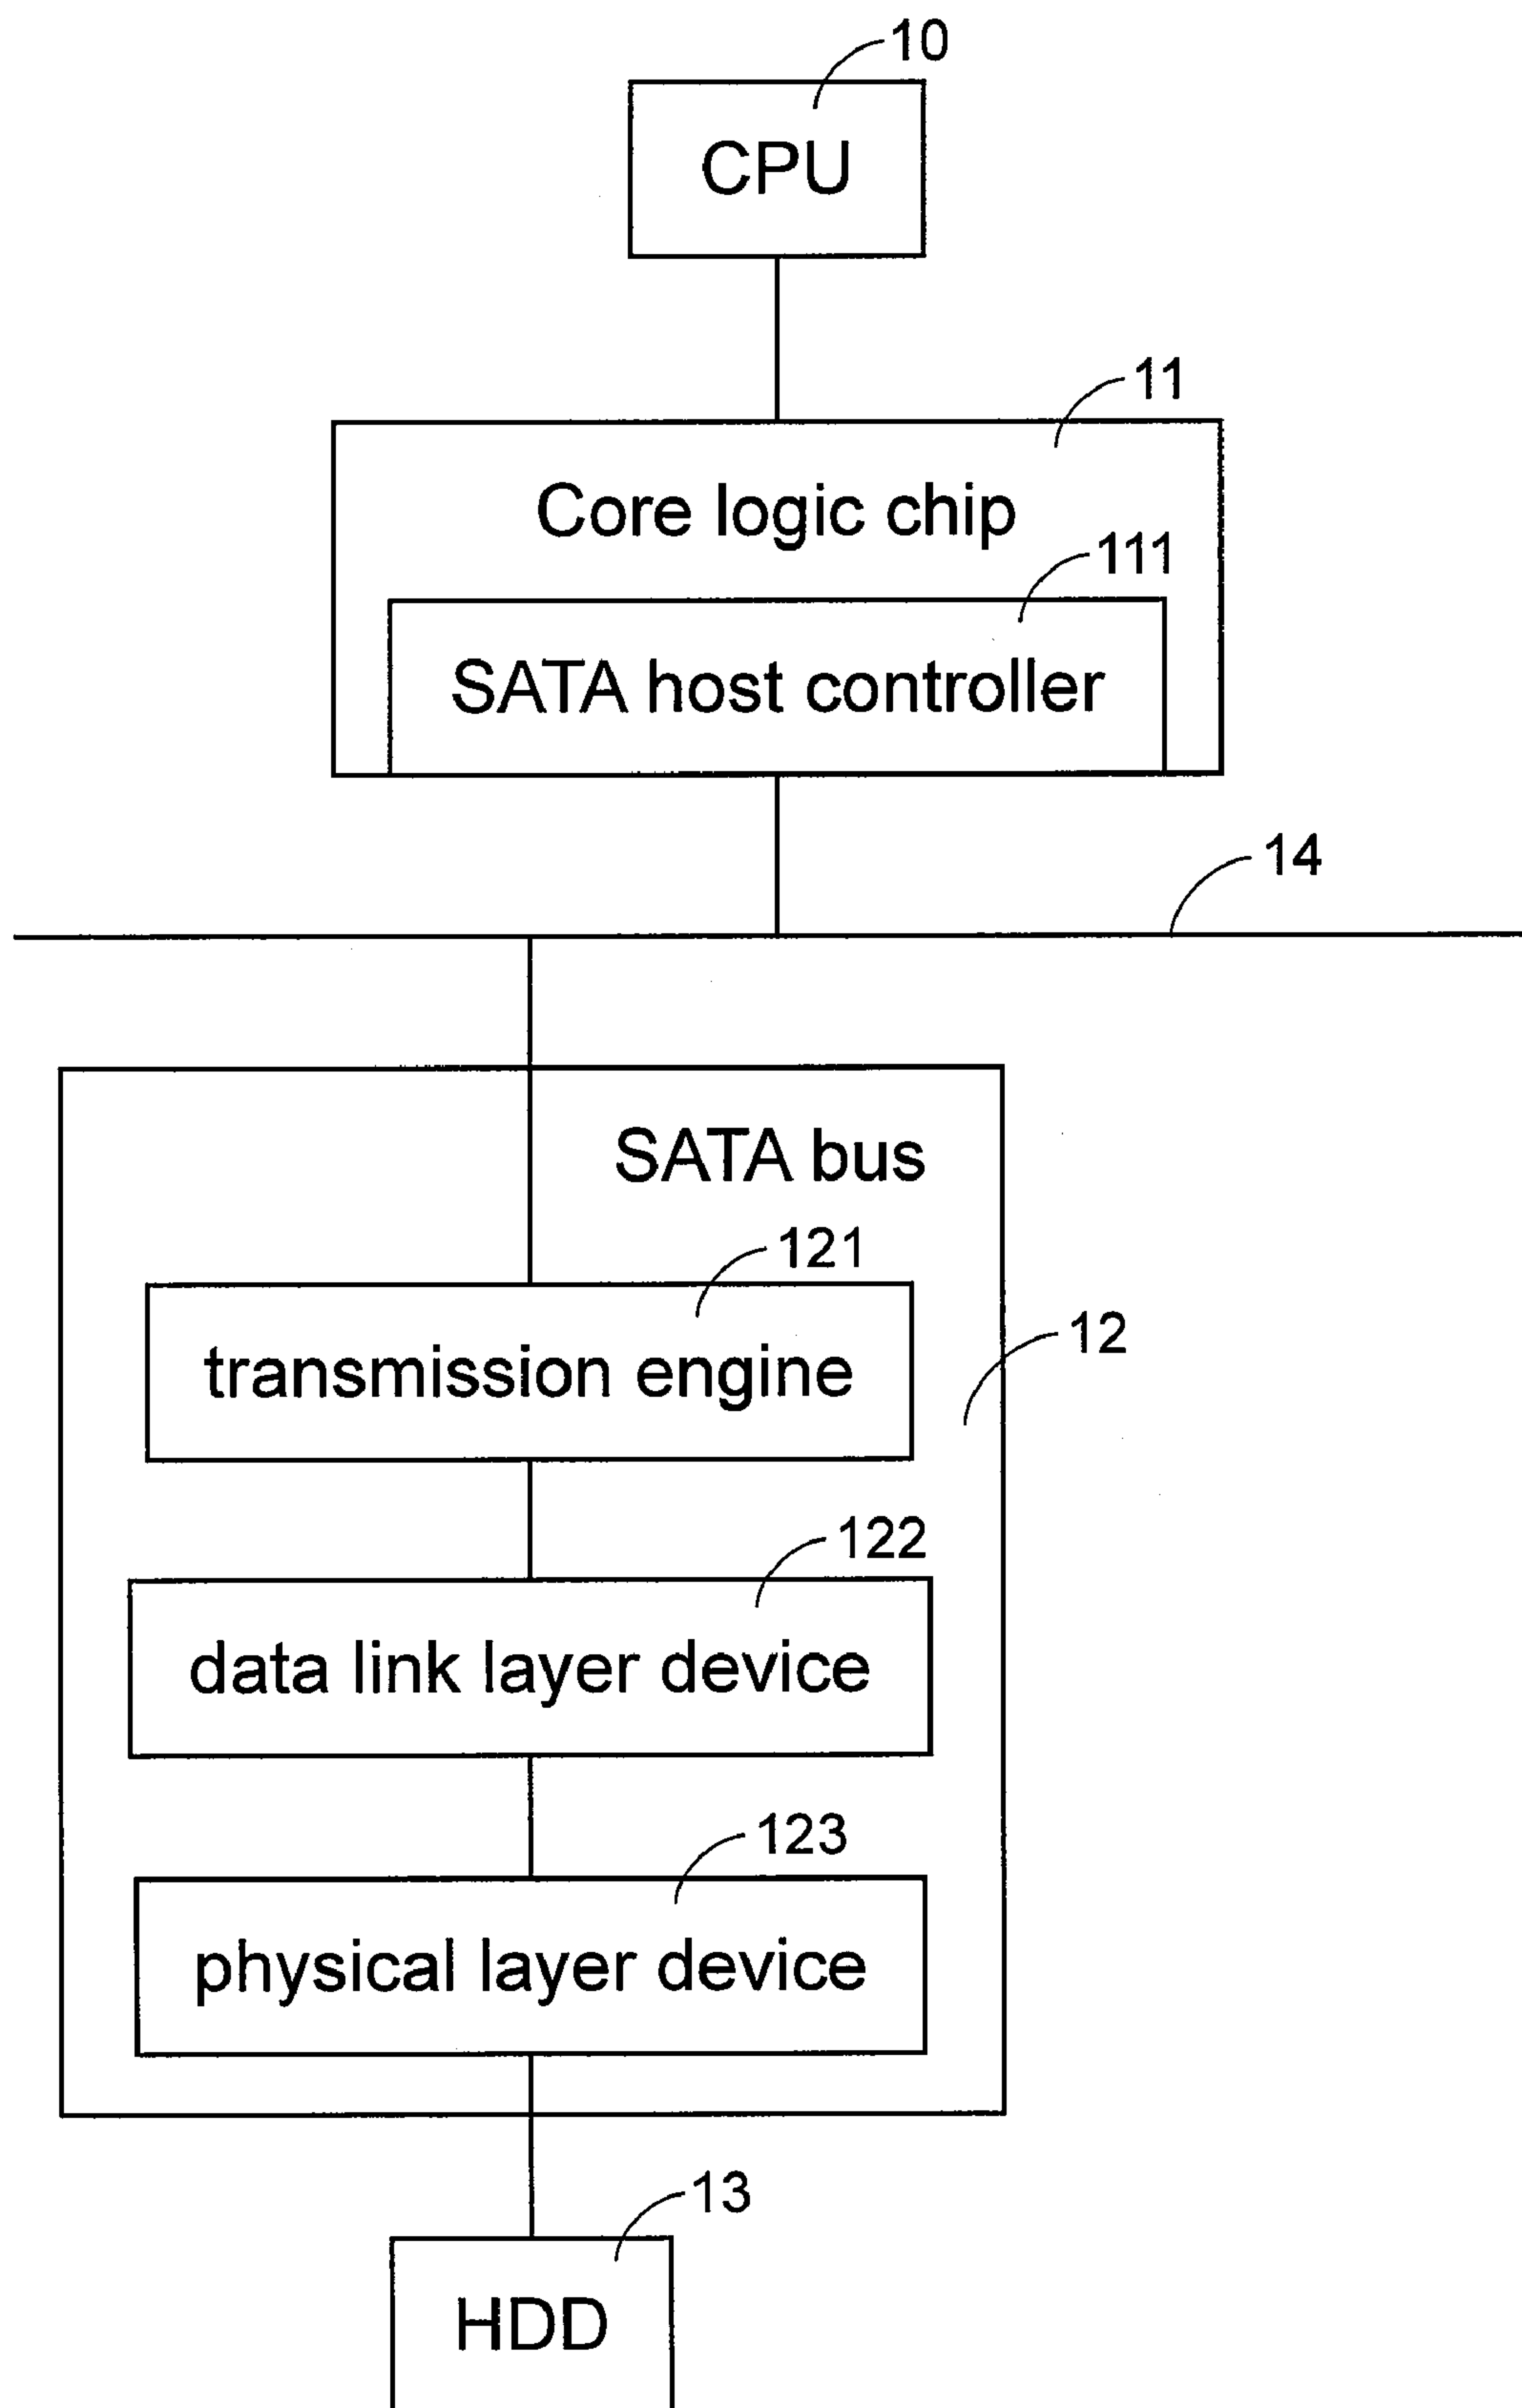 10
CPU
11
Core logic chip
111
SATA host controller
14
SATA bus
121
transmission engine
12
122
data link layer device
123
physical layer device
13
HDD